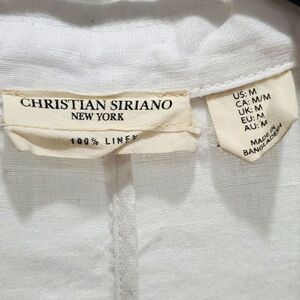 CHRISTIAN SIRIANO
NEW YORK
100% LINEN
US: M
CA: M/M
UK: M
EU: M
AU: M
MADE IN
BANGLADESH